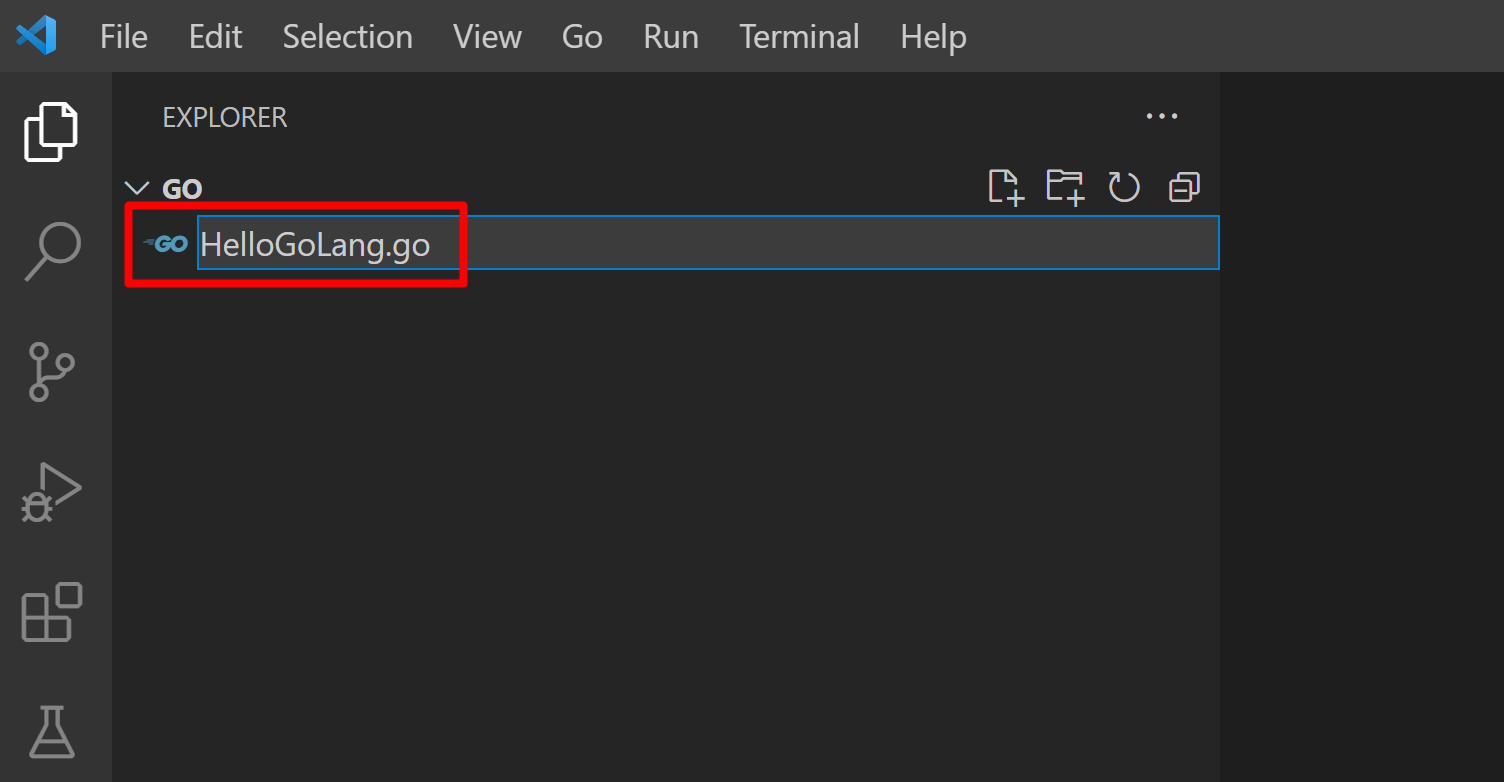 File Edit Selection View Go Run Terminal Help
EXPLORER
GO
GO HelloGoLang.go